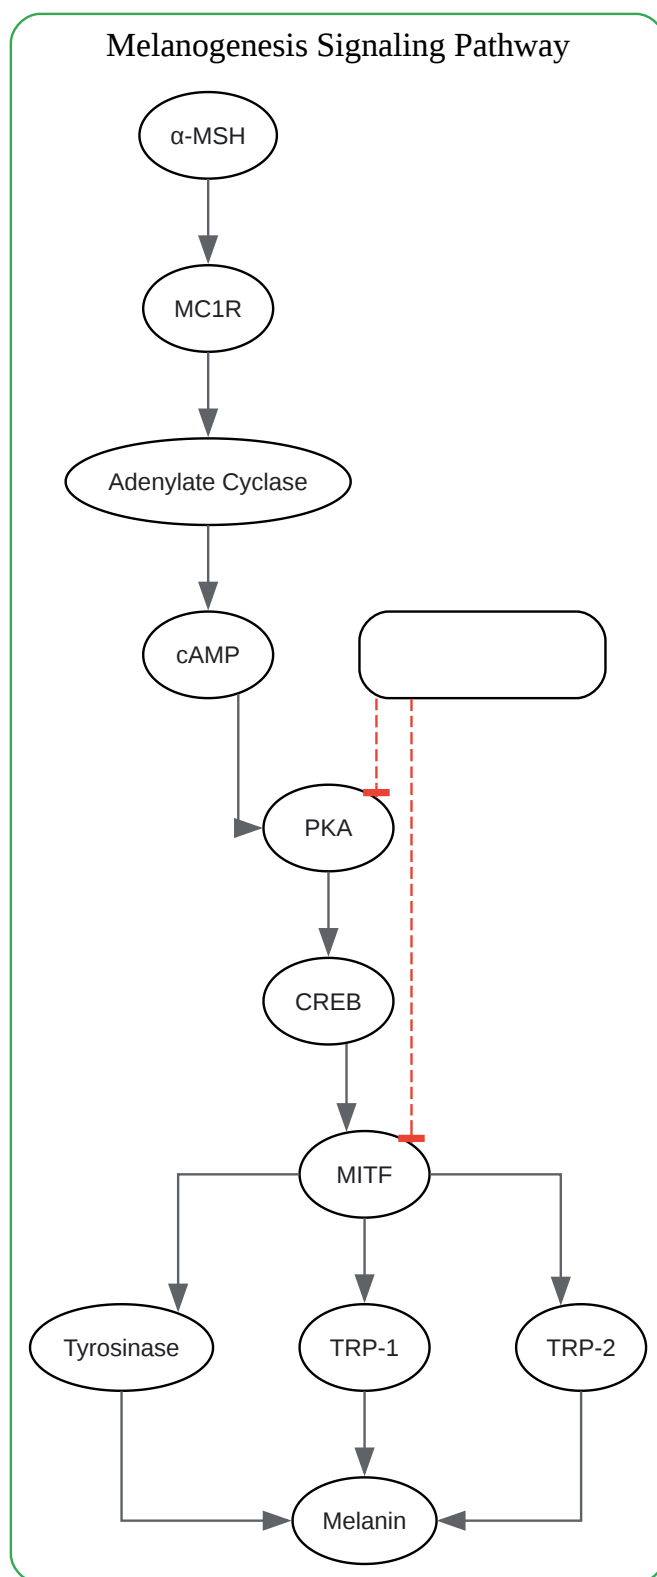 Melanogenesis Signaling Pathway
α-MSH
MC1R
Adenylate Cyclase
cAMP
PKA
CREB
MITF
Tyrosinase
TRP-1
TRP-2
Melanin